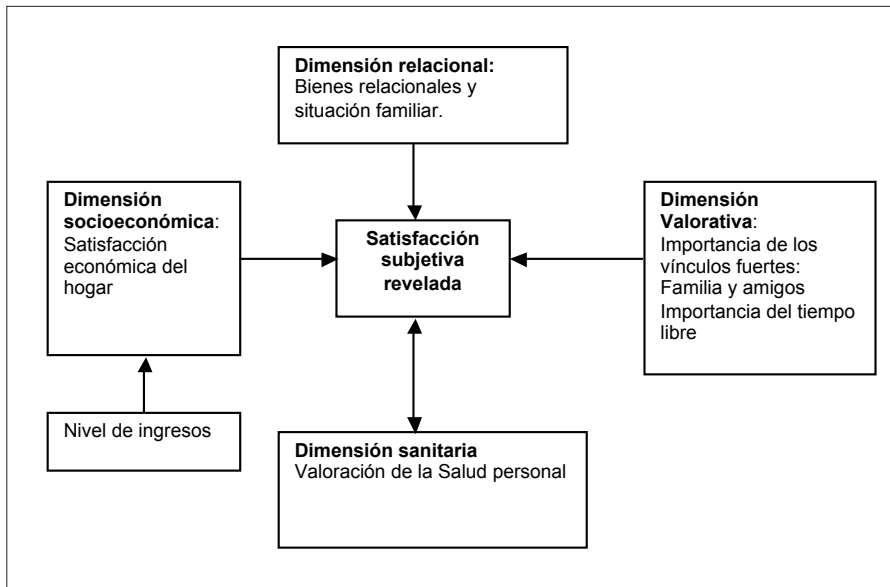 Dimensión relacional:
Bienes relacionales y
situación familiar.
Dimensión
socioeconómica:
Satisfacción
económica del
hogar
Satisfacción
subjetiva
revelada
Dimensión
Valorativa:
Importancia de los
vínculos fuertes:
Familia y amigos
Importancia del tiempo
libre
Nivel de ingresos
Dimensión sanitaria
Valoración de la Salud personal